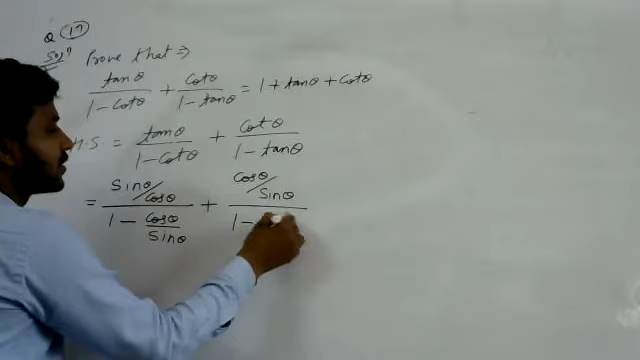 Q 17
Solⁿ Prove that ⇒
tanθ/(1 - cotθ) + cotθ/(1 - tanθ) = 1 + tanθ + cotθ
H.S = tanθ/(1 - cotθ) + cotθ/(1 - tanθ)
= (sinθ/cosθ)/(1 - cosθ/sinθ) + (cosθ/sinθ)/(1 -